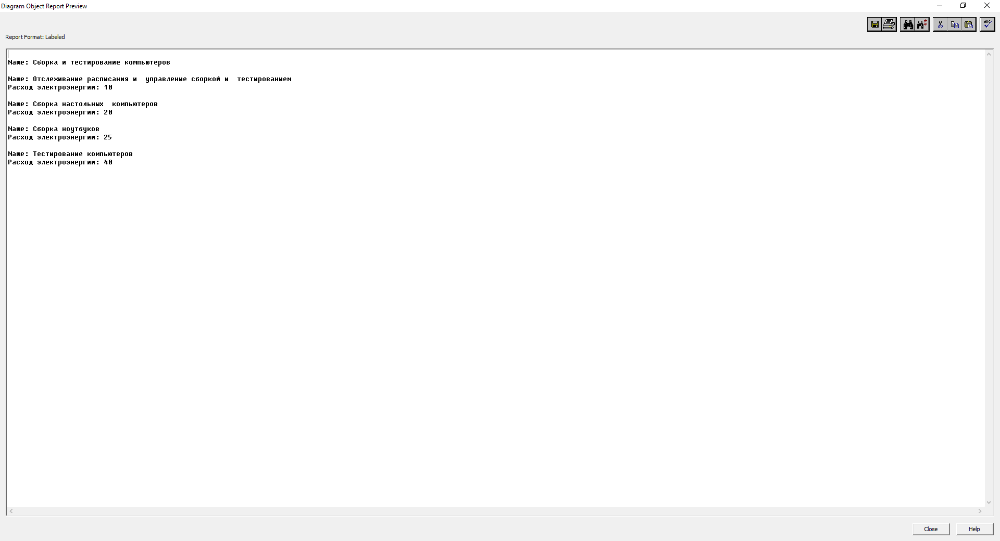 Diagram Object Report Preview
Report Format: Labeled
ABC
Name: Сборка и тестирование компьютеров
Name: Отслеживание расписания и  управление сборкой и  тестированием
Расход электроэнергии: 10
Name: Сборка настольных  компьютеров
Расход электроэнергии: 20
Name: Сборка ноутбуков
Расход электроэнергии: 25
Name: Тестирование компьютеров
Расход электроэнергии: 40
Close Help